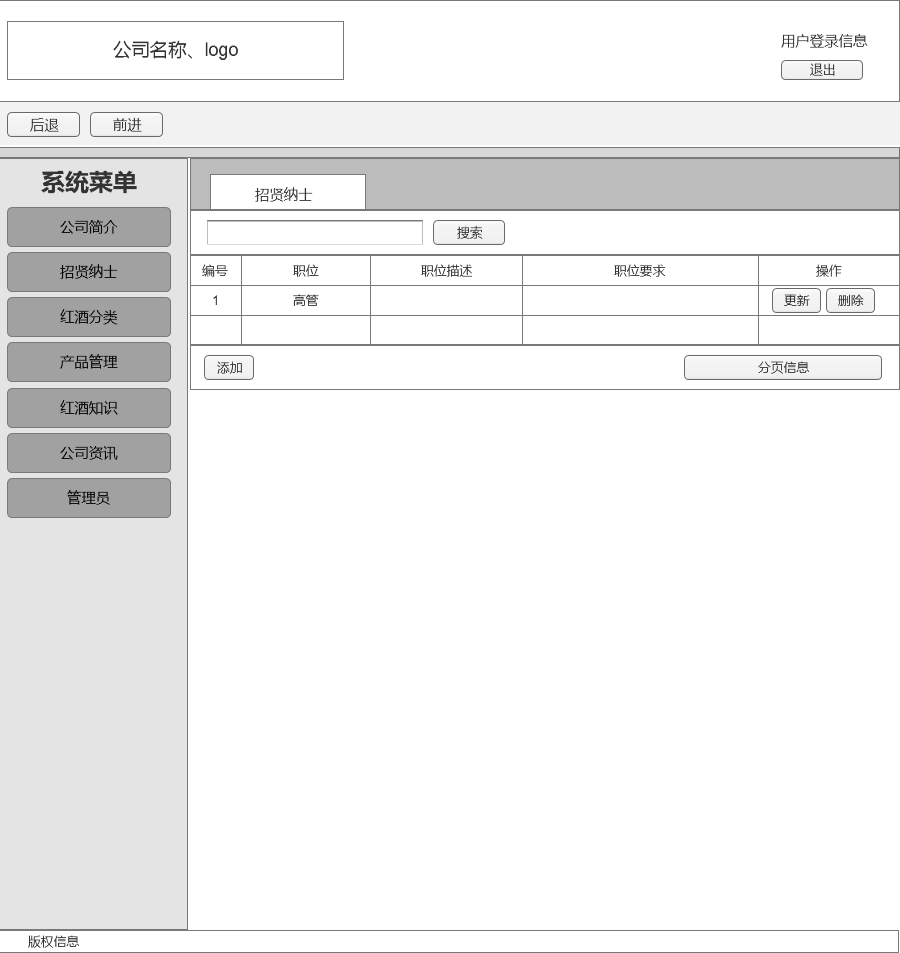 公司名称、logo
用户登录信息
退出
后退
前进
系统菜单
公司简介
招贤纳士
红酒分类
产品管理
红酒知识
公司资讯
管理员
招贤纳士
搜索
编号 职位 职位描述 职位要求 操作
1 高管 更新 删除
添加 分页信息
版权信息